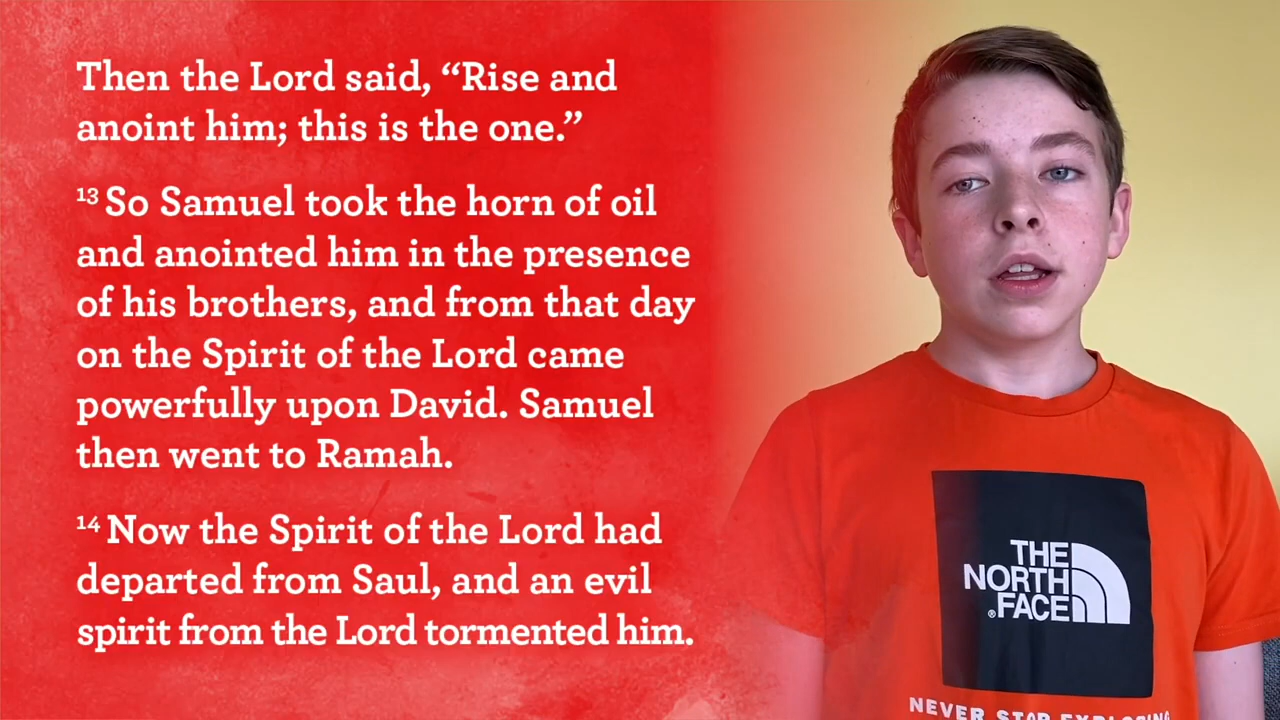 Then the Lord said, “Rise and
anoint him; this is the one.”
13 So Samuel took the horn of oil
and anointed him in the presence
of his brothers, and from that day
on the Spirit of the Lord came
powerfully upon David. Samuel
then went to Ramah.
14 Now the Spirit of the Lord had
departed from Saul, and an evil
spirit from the Lord tormented him.
THE
NORTH
FACE
NEVER STOP EXPLORING